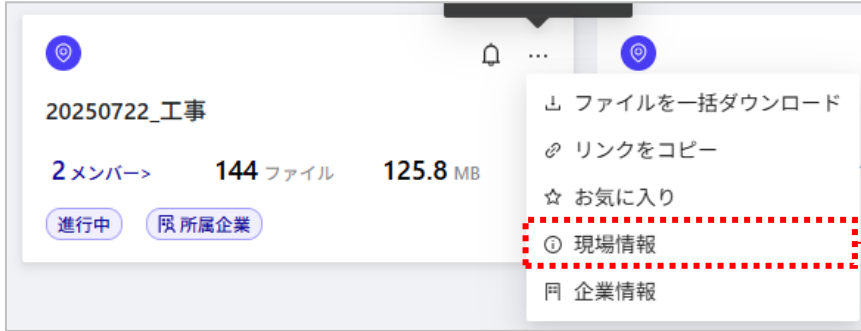 20250722_工事
2メンバー>
144 ファイル
125.8 MB
進行中
所属企業
ファイルを一括ダウンロード
リンクをコピー
お気に入り
現場情報
企業情報